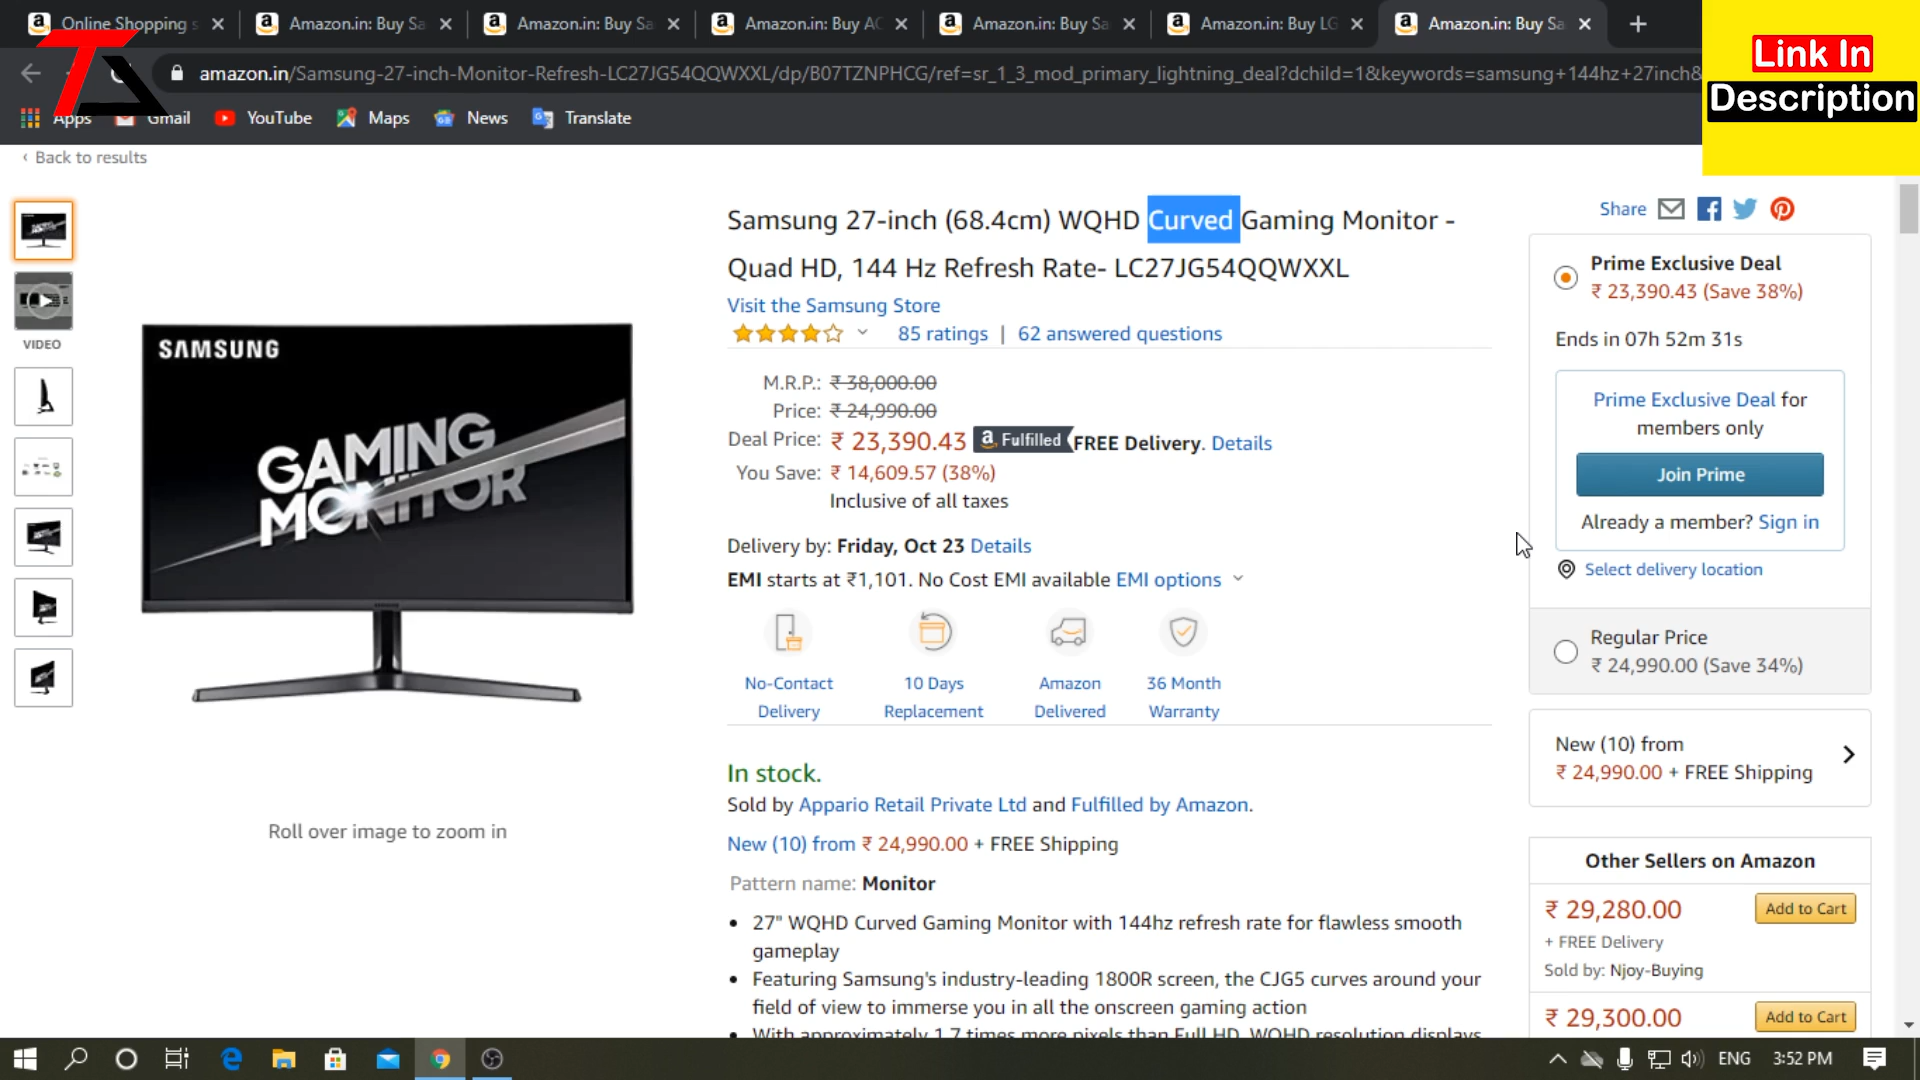 Online Shopping s
Amazon.in: Buy Sa
Amazon.in: Buy Sa
Amazon.in: Buy AC
Amazon.in: Buy Sa
Amazon.in: Buy LG
Amazon.in: Buy Sa
amazon.in/Samsung-27-inch-Monitor-Refresh-LC27JG54QQWXXL/dp/B07TZNPHCG/ref=sr_1_3_mod_primary_lightning_deal?dchild=1&keywords=samsung+144hz+27inch&
Link In
Description
Apps
Gmail
YouTube
Maps
News
Translate
‹ Back to results
VIDEO
SAMSUNG
GAMING
MONITOR
Roll over image to zoom in
Samsung 27-inch (68.4cm) WQHD Curved Gaming Monitor -
Quad HD, 144 Hz Refresh Rate- LC27JG54QQWXXL
Visit the Samsung Store
85 ratings | 62 answered questions
M.R.P.: ₹ 38,000.00
Price: ₹ 24,990.00
Deal Price: ₹ 23,390.43 a Fulfilled FREE Delivery. Details
You Save: ₹ 14,609.57 (38%)
Inclusive of all taxes
Delivery by: Friday, Oct 23 Details
EMI starts at ₹1,101. No Cost EMI available EMI options
No-Contact
Delivery
10 Days
Replacement
Amazon
Delivered
36 Month
Warranty
In stock.
Sold by Appario Retail Private Ltd and Fulfilled by Amazon.
New (10) from ₹ 24,990.00 + FREE Shipping
Pattern name: Monitor
• 27" WQHD Curved Gaming Monitor with 144hz refresh rate for flawless smooth
gameplay
• Featuring Samsung's industry-leading 1800R screen, the CJG5 curves around your
field of view to immerse you in all the onscreen gaming action
• With approximately 1.7 times more pixels than Full HD, WQHD resolution displays
Share
Prime Exclusive Deal
₹ 23,390.43 (Save 38%)
Ends in 07h 52m 31s
Prime Exclusive Deal for
members only
Join Prime
Already a member? Sign in
Select delivery location
Regular Price
₹ 24,990.00 (Save 34%)
New (10) from
₹ 24,990.00 + FREE Shipping
Other Sellers on Amazon
₹ 29,280.00
Add to Cart
+ FREE Delivery
Sold by: Njoy-Buying
₹ 29,300.00
Add to Cart
ENG
3:52 PM